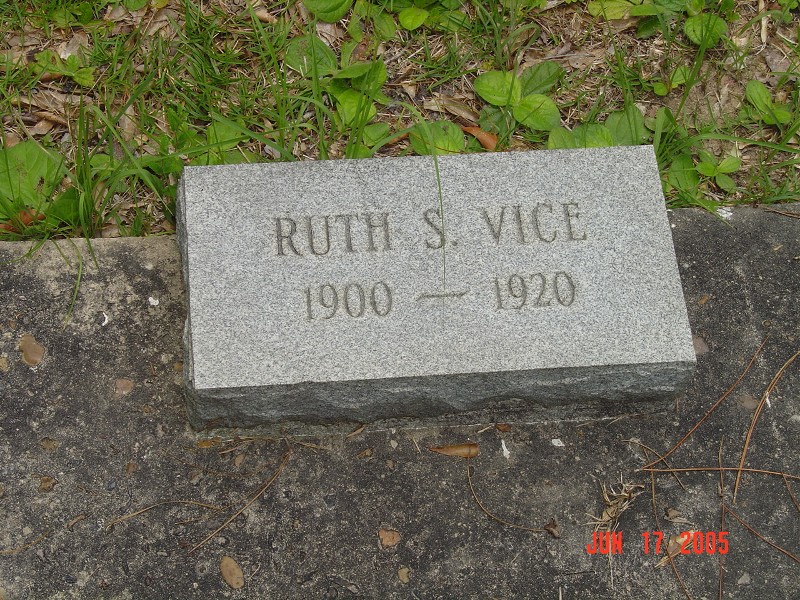 RUTH S. VICE
1900 — 1920
JUN 17 2005